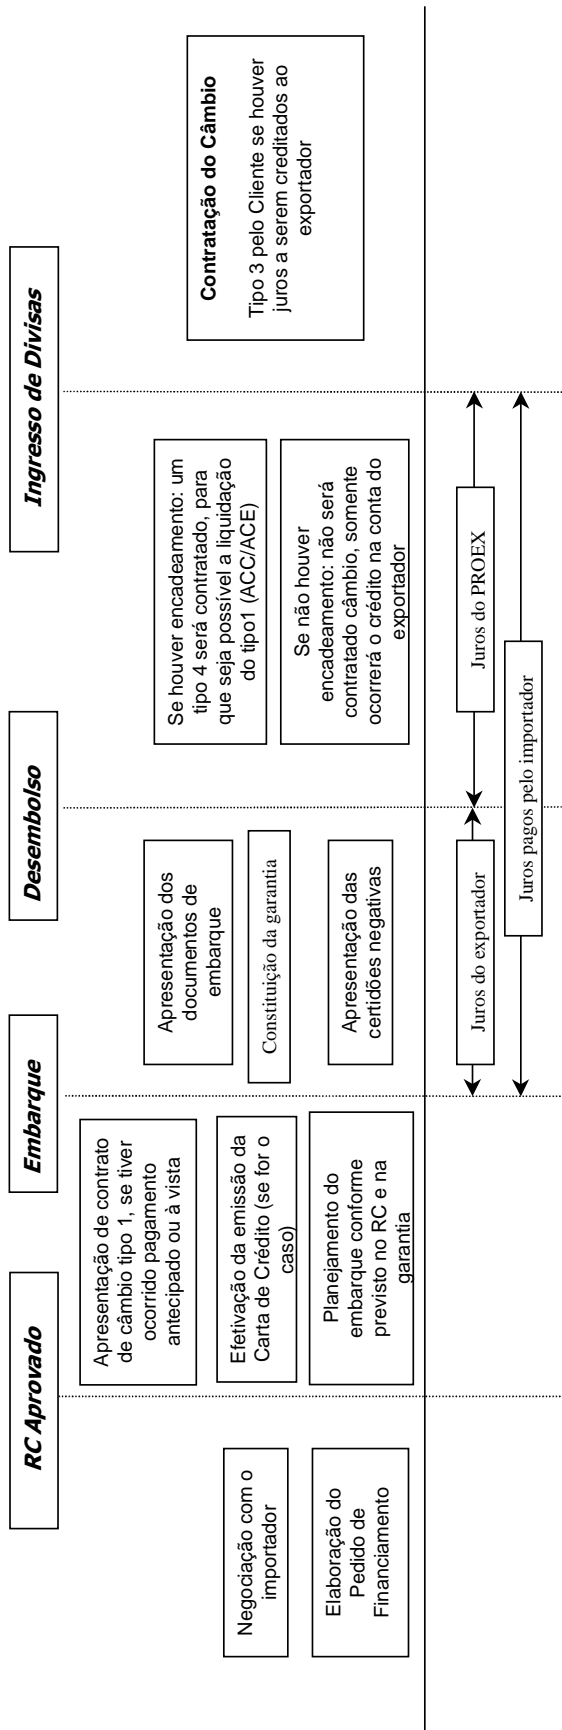 RC Aprovado
Embarque
Desembolso
Ingresso de Divisas
Negociação com o
importador
Elaboração do
Pedido de
Financiamento
Apresentação de contrato
de câmbio tipo 1, se tiver
ocorrido pagamento
antecipado ou à vista
Efetivação da emissão da
Carta de Crédito (se for o
caso)
Planejamento do
embarque conforme
previsto no RC e na
garantia
Apresentação dos
documentos de
embarque
Constituição da garantia
Apresentação das
certidões negativas
Se houver encadeamento: um
tipo 4 será contratado, para
que seja possível a liquidação
do tipo1 (ACC/ACE)
Se não houver
encadeamento: não será
contratado câmbio, somente
ocorrerá o crédito na conta do
exportador
Contratação do Câmbio
Tipo 3 pelo Cliente se houver
juros a serem creditados ao
exportador
Juros do exportador
Juros do PROEX
Juros pagos pelo importador